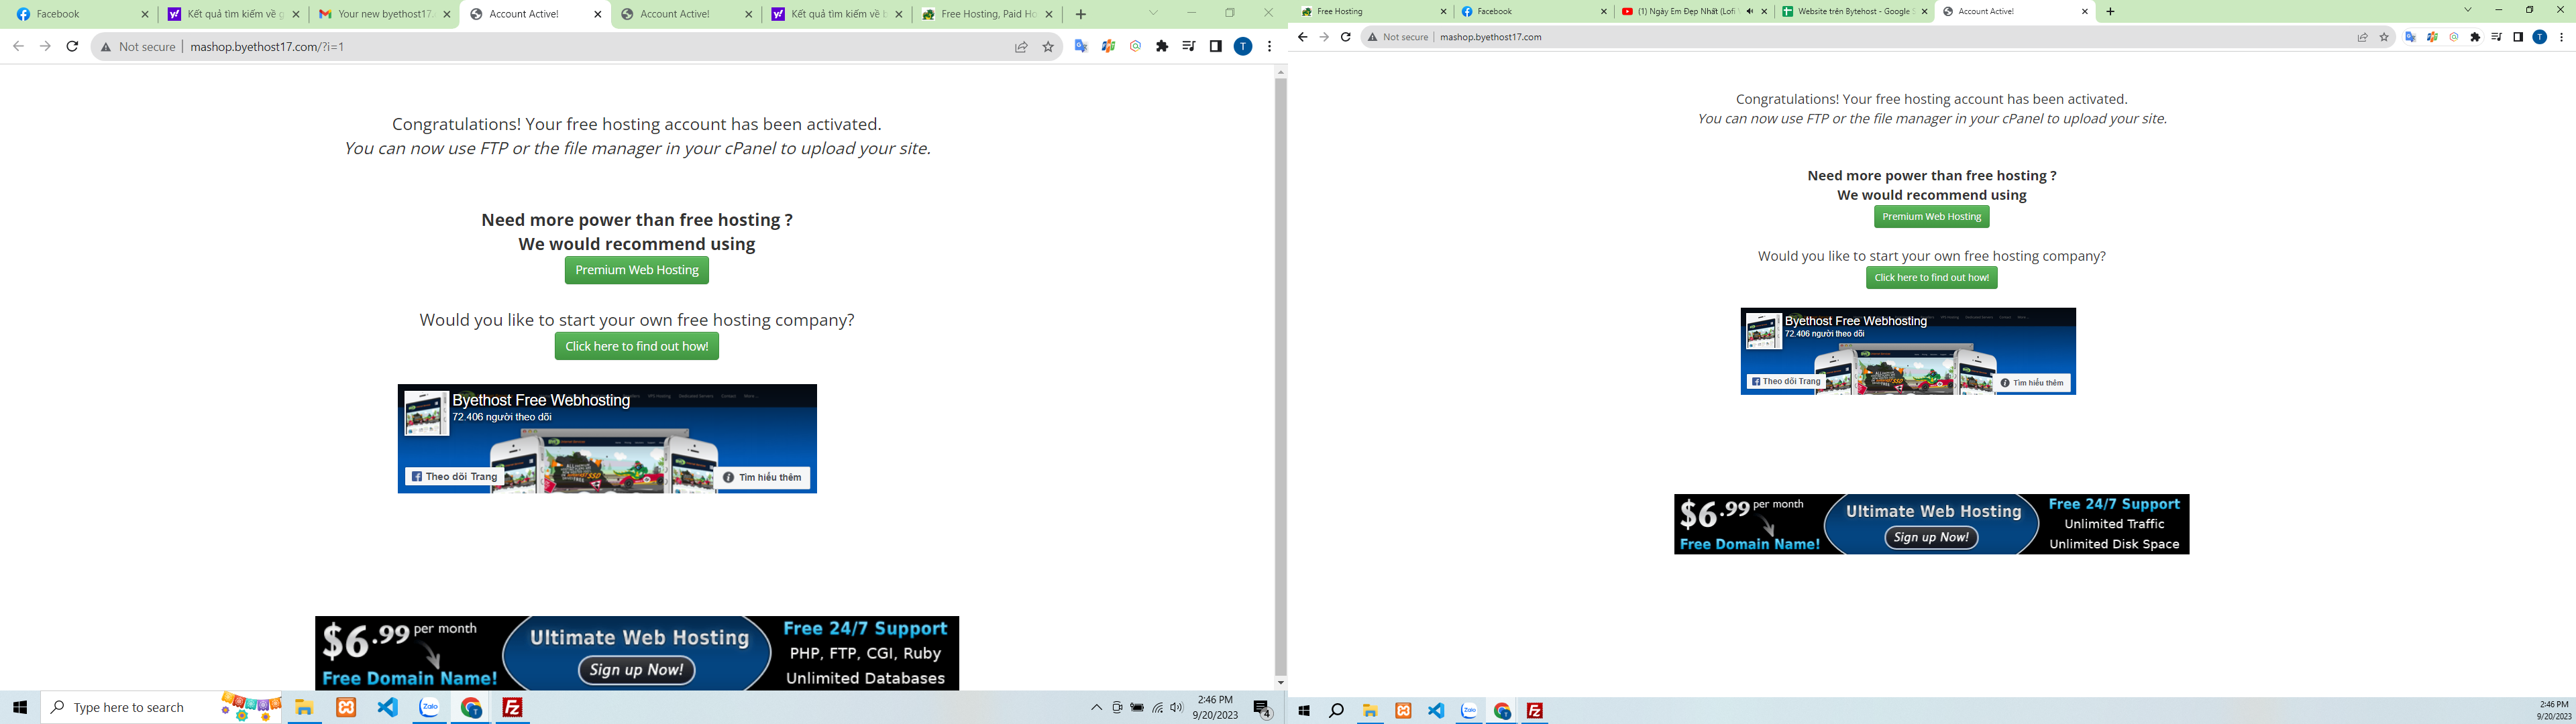 Facebook
Kết quả tìm kiếm về g
Your new byethost17.
Account Active!
Account Active!
Kết quả tìm kiếm về b
Free Hosting, Paid Ho
Not secure
mashop.byethost17.com/?i=1
T
Congratulations! Your free hosting account has been activated.
You can now use FTP or the file manager in your cPanel to upload your site.
Need more power than free hosting ?
We would recommend using
Premium Web Hosting
Would you like to start your own free hosting company?
Click here to find out how!
Byethost Free Webhosting
72.406 người theo dõi
Theo dõi Trang
Tìm hiểu thêm
$6.99 per month
Free Domain Name!
Ultimate Web Hosting
Sign up Now!
Free 24/7 Support
PHP, FTP, CGI, Ruby
Unlimited Databases
Type here to search
Zalo
2:46 PM
9/20/2023
4
Free Hosting
Facebook
(1) Ngày Em Đẹp Nhất (Lofi
Website trên Bytehost - Google
Account Active!
Not secure
mashop.byethost17.com
T
Congratulations! Your free hosting account has been activated.
You can now use FTP or the file manager in your cPanel to upload your site.
Need more power than free hosting ?
We would recommend using
Premium Web Hosting
Would you like to start your own free hosting company?
Click here to find out how!
Byethost Free Webhosting
72.406 người theo dõi
Theo dõi Trang
Tìm hiểu thêm
$6.99 per month
Free Domain Name!
Ultimate Web Hosting
Sign up Now!
Free 24/7 Support
Unlimited Traffic
Unlimited Disk Space
Zalo
2:46 PM
9/20/2023